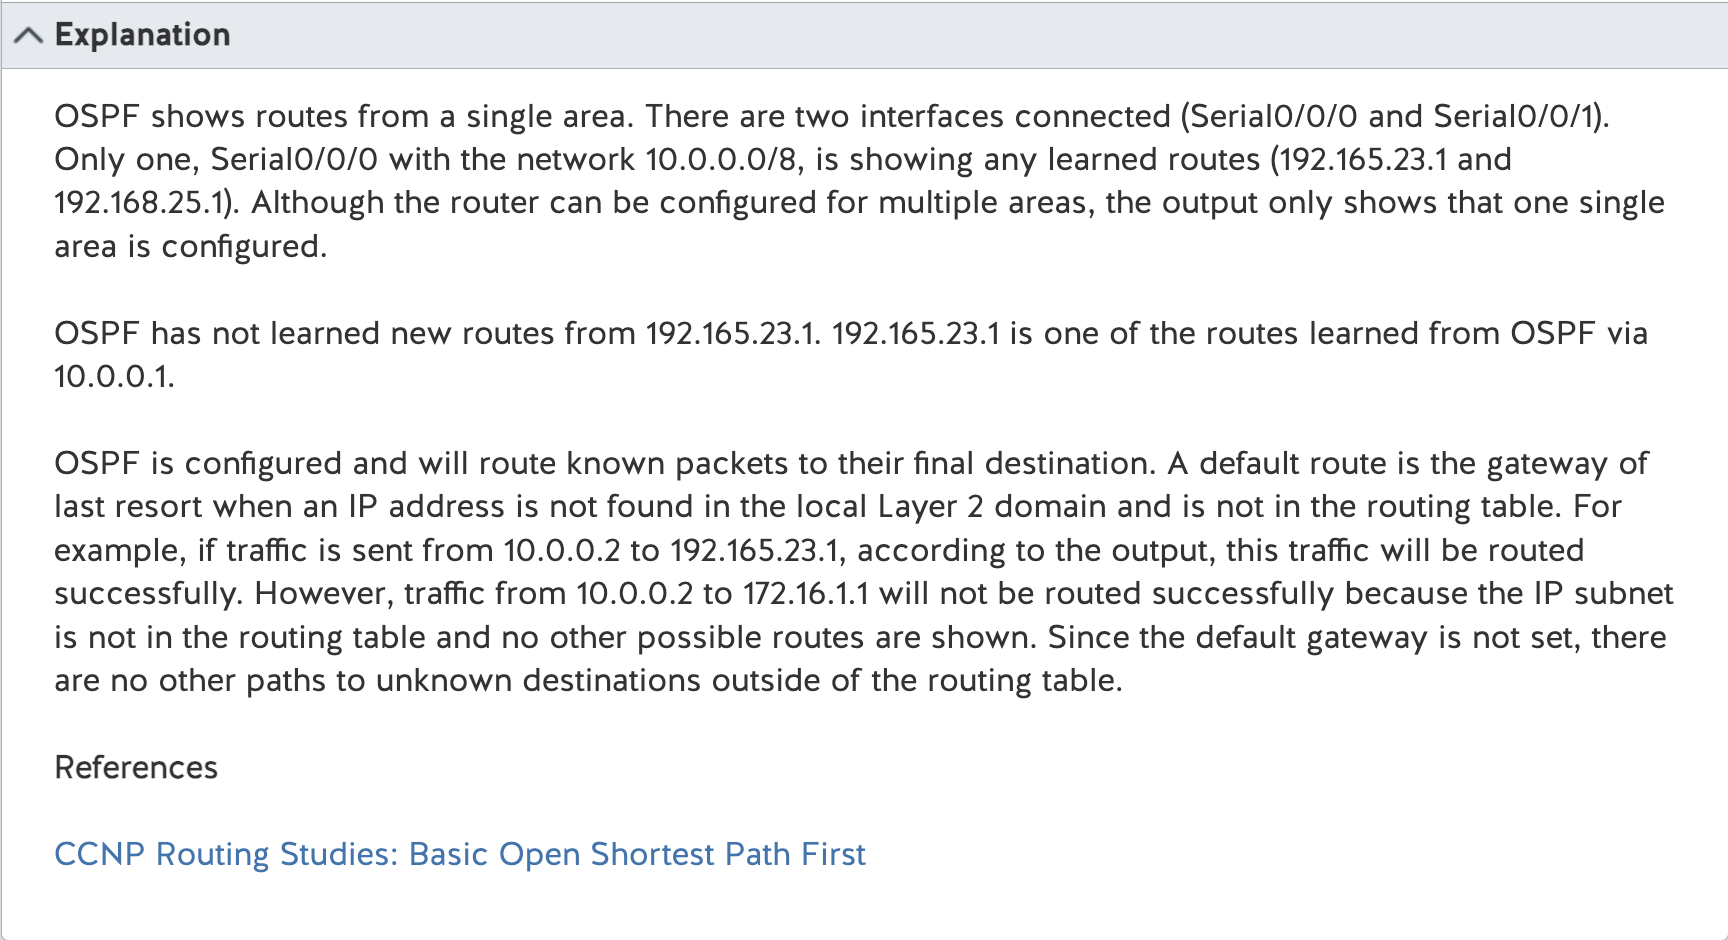 Explanation
OSPF shows routes from a single area. There are two interfaces connected (Serial0/0/0 and Serial0/0/1).
Only one, Serial0/0/0 with the network 10.0.0.0/8, is showing any learned routes (192.165.23.1 and
192.168.25.1). Although the router can be configured for multiple areas, the output only shows that one single
area is configured.
OSPF has not learned new routes from 192.165.23.1. 192.165.23.1 is one of the routes learned from OSPF via
10.0.0.1.
OSPF is configured and will route known packets to their final destination. A default route is the gateway of
last resort when an IP address is not found in the local Layer 2 domain and is not in the routing table. For
example, if traffic is sent from 10.0.0.2 to 192.165.23.1, according to the output, this traffic will be routed
successfully. However, traffic from 10.0.0.2 to 172.16.1.1 will not be routed successfully because the IP subnet
is not in the routing table and no other possible routes are shown. Since the default gateway is not set, there
are no other paths to unknown destinations outside of the routing table.
References
CCNP Routing Studies: Basic Open Shortest Path First